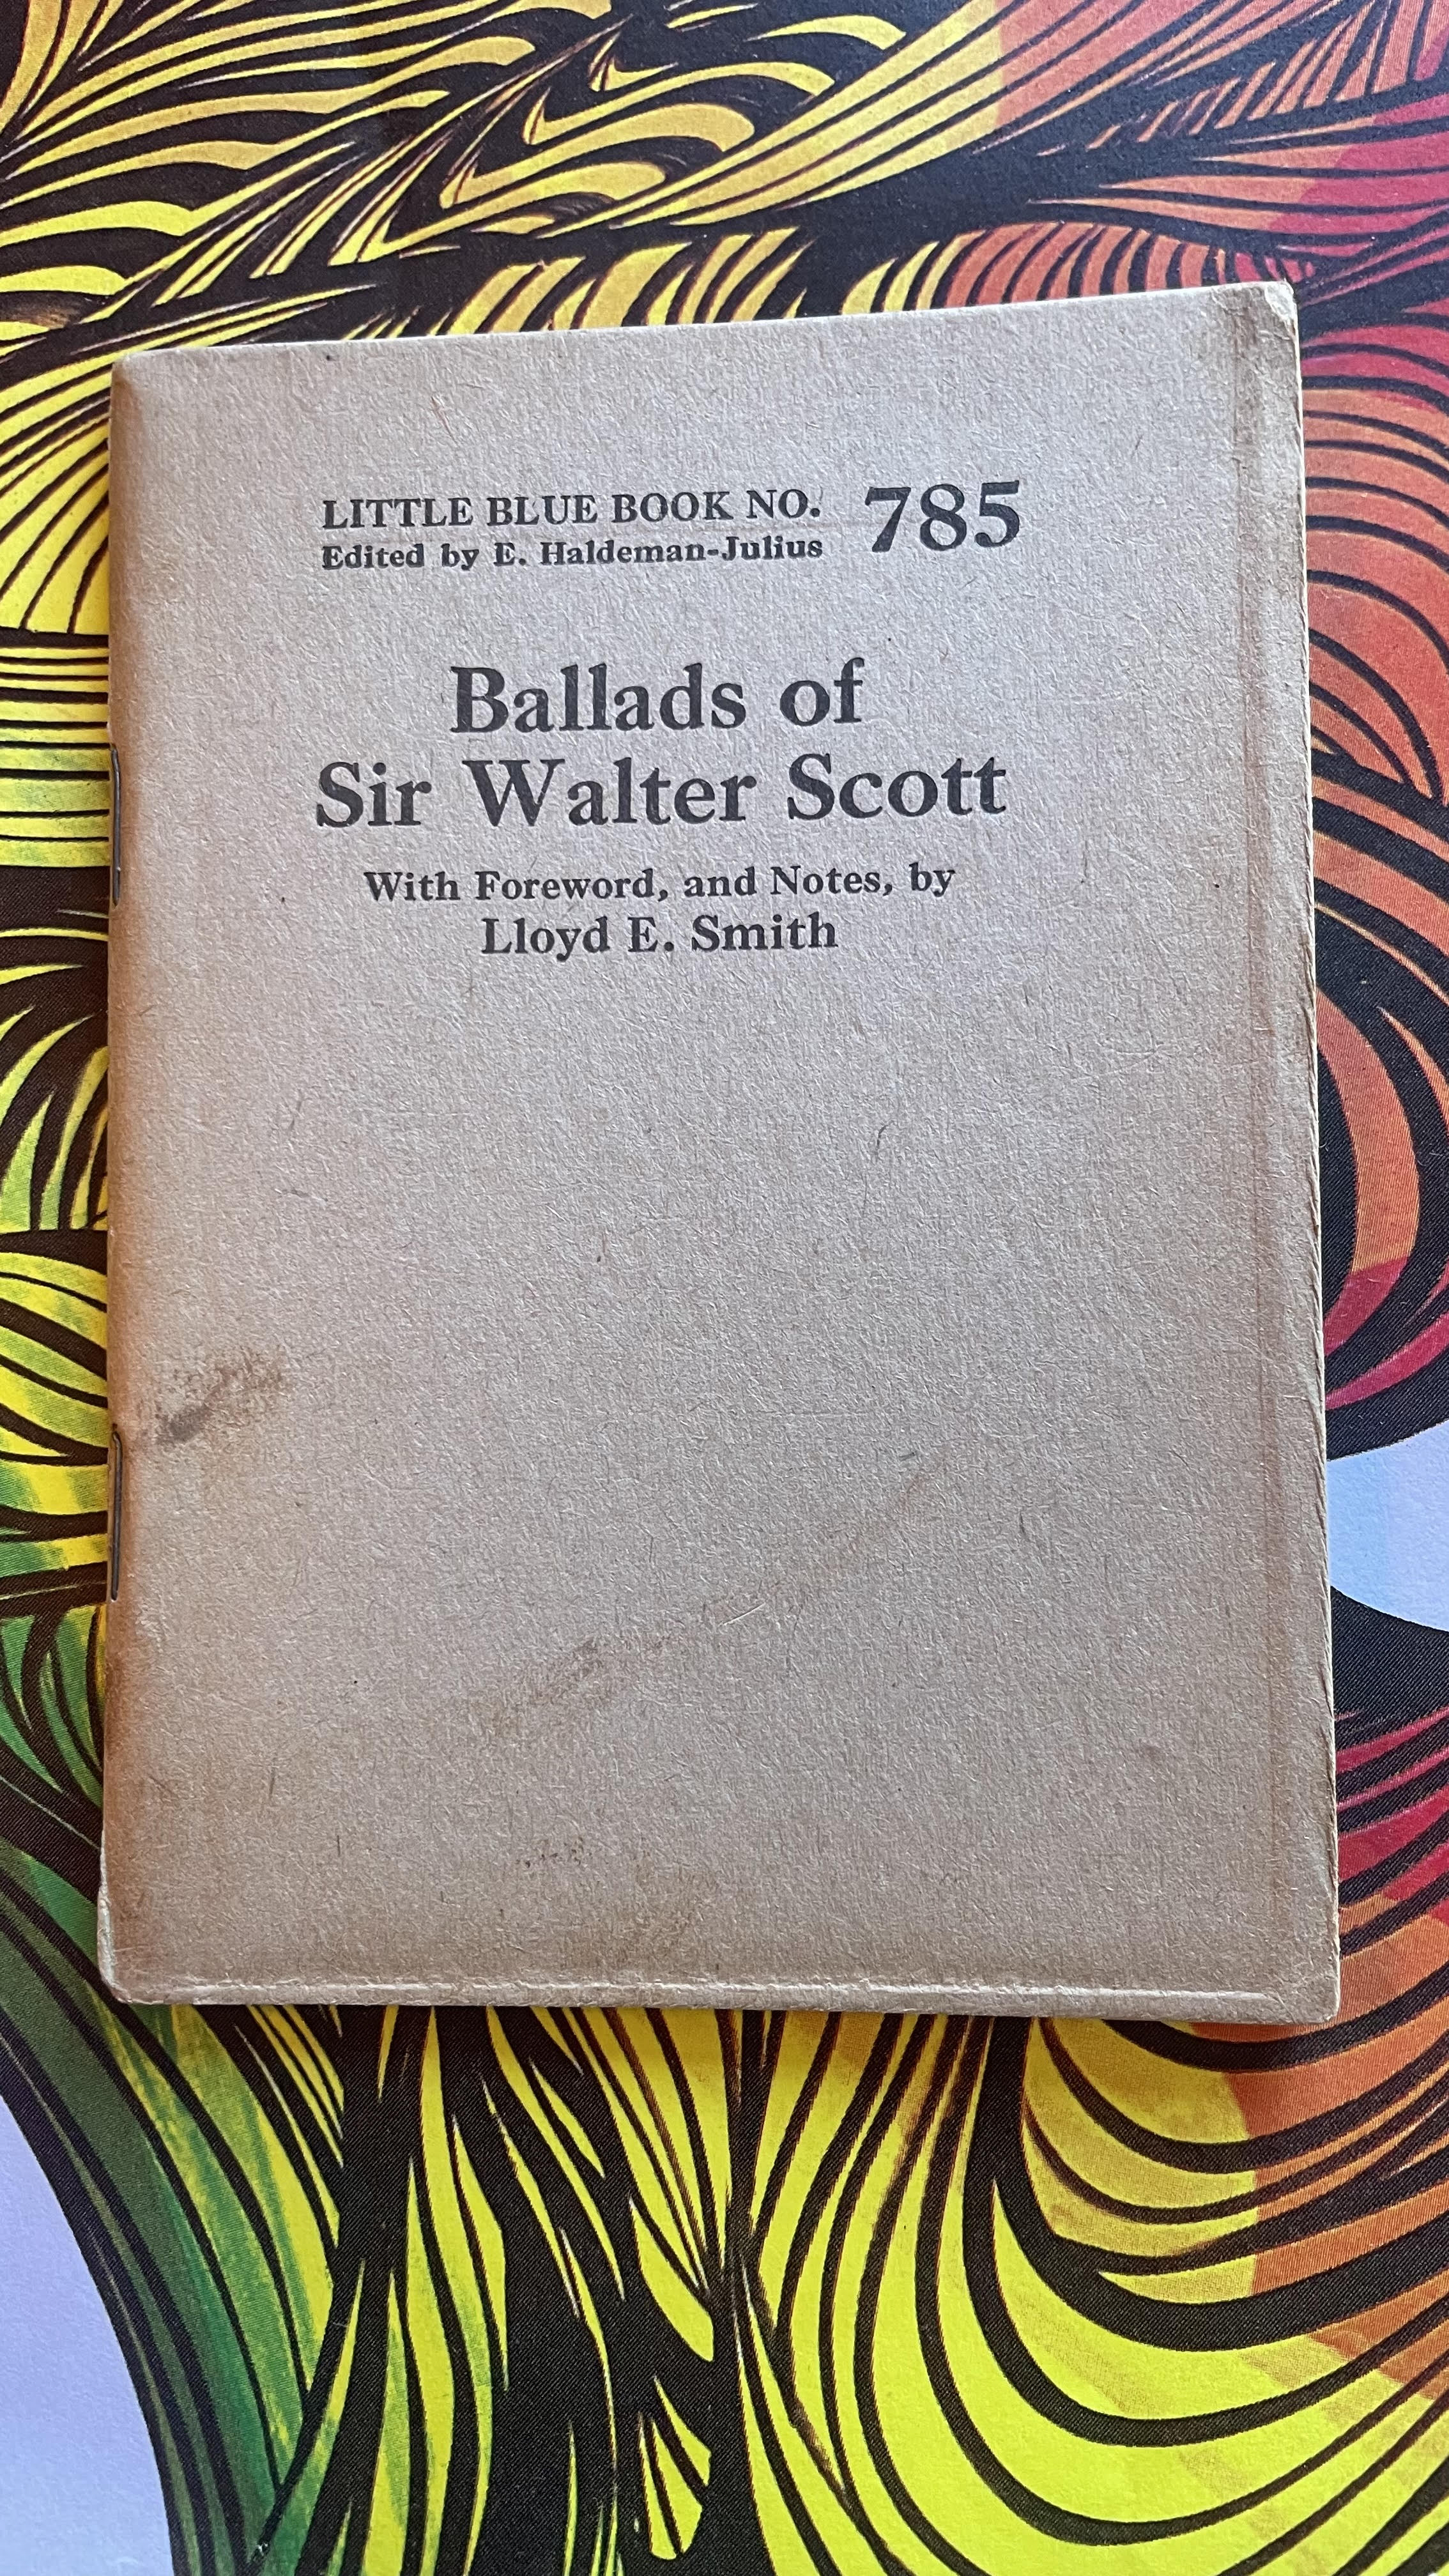 LITTLE BLUE BOOK NO. 785
Edited by E. Haldeman-Julius
Ballads of
Sir Walter Scott
With Foreword, and Notes, by
Lloyd E. Smith